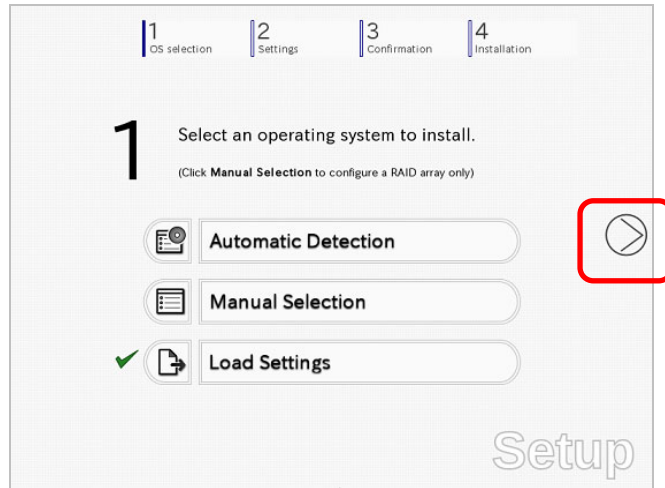 1
OS selection
2
Settings
3
Confirmation
4
Installation
1
Select an operating system to install.
(Click Manual Selection to configure a RAID array only)
Automatic Detection
Manual Selection
Load Settings
Setup